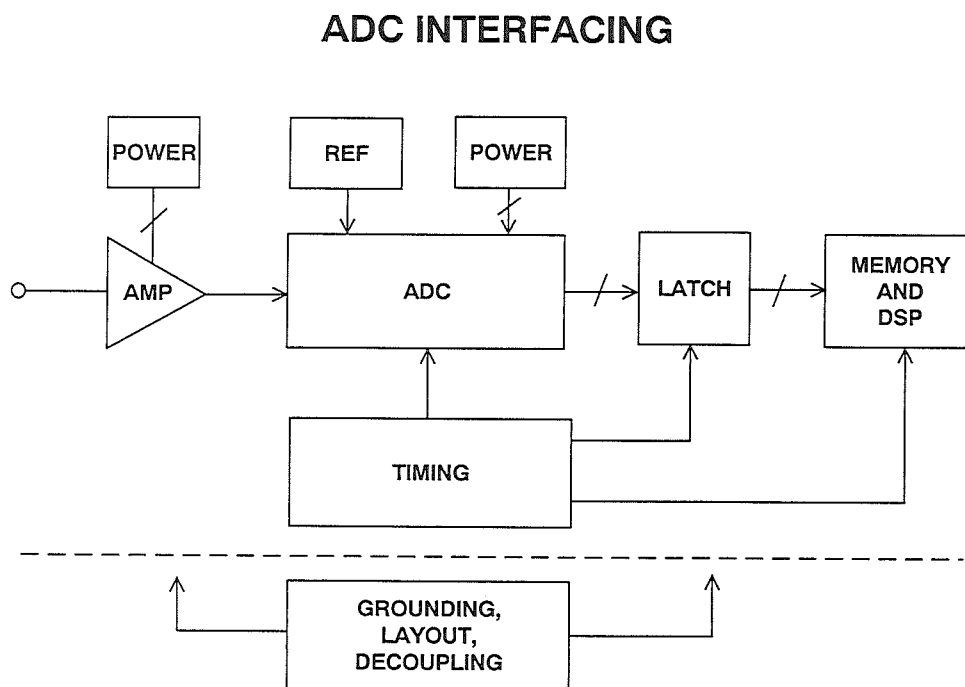 ADC INTERFACING
POWER
REF
POWER
AMP
ADC
LATCH
MEMORY
AND
DSP
TIMING
GROUNDING,
LAYOUT,
DECOUPLING